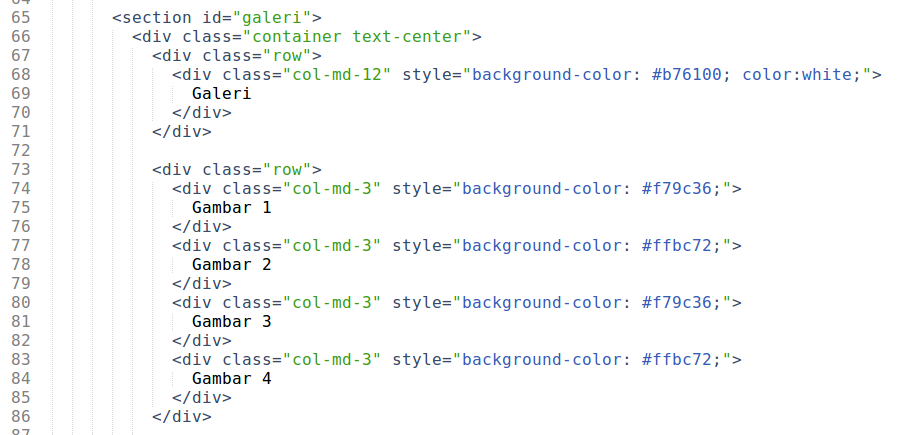 65 <section id="galeri">
66 <div class="container text-center">
67 <div class="row">
68 <div class="col-md-12" style="background-color: #b76100; color:white;">
69 Galeri
70 </div>
71 </div>
72
73 <div class="row">
74 <div class="col-md-3" style="background-color: #f79c36;">
75 Gambar 1
76 </div>
77 <div class="col-md-3" style="background-color: #ffbc72;">
78 Gambar 2
79 </div>
80 <div class="col-md-3" style="background-color: #f79c36;">
81 Gambar 3
82 </div>
83 <div class="col-md-3" style="background-color: #ffbc72;">
84 Gambar 4
85 </div>
86 </div>
87